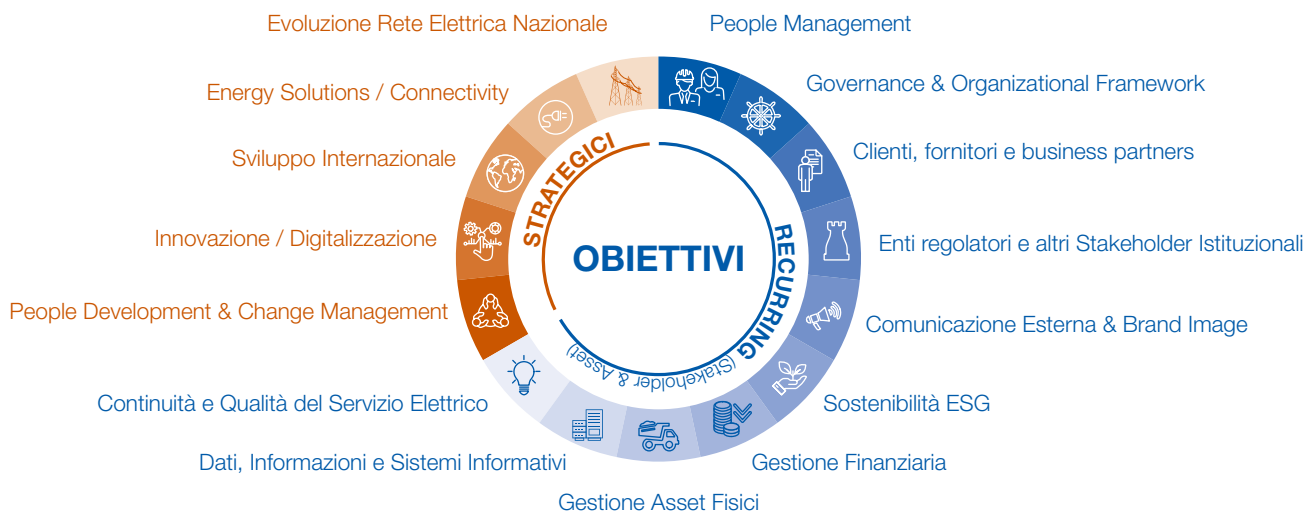 Evoluzione Rete Elettrica Nazionale
People Management
Energy Solutions / Connectivity
Governance & Organizational Framework
Sviluppo Internazionale
Clienti, fornitori e business partners
Innovazione / Digitalizzazione
Enti regolatori e altri Stakeholder Istituzionali
People Development & Change Management
Comunicazione Esterna & Brand Image
Continuità e Qualità del Servizio Elettrico
Sostenibilità ESG
Dati, Informazioni e Sistemi Informativi
Gestione Finanziaria
Gestione Asset Fisici
STRATEGICI
OBIETTIVI
RECURRING (Stakeholder & Asset)